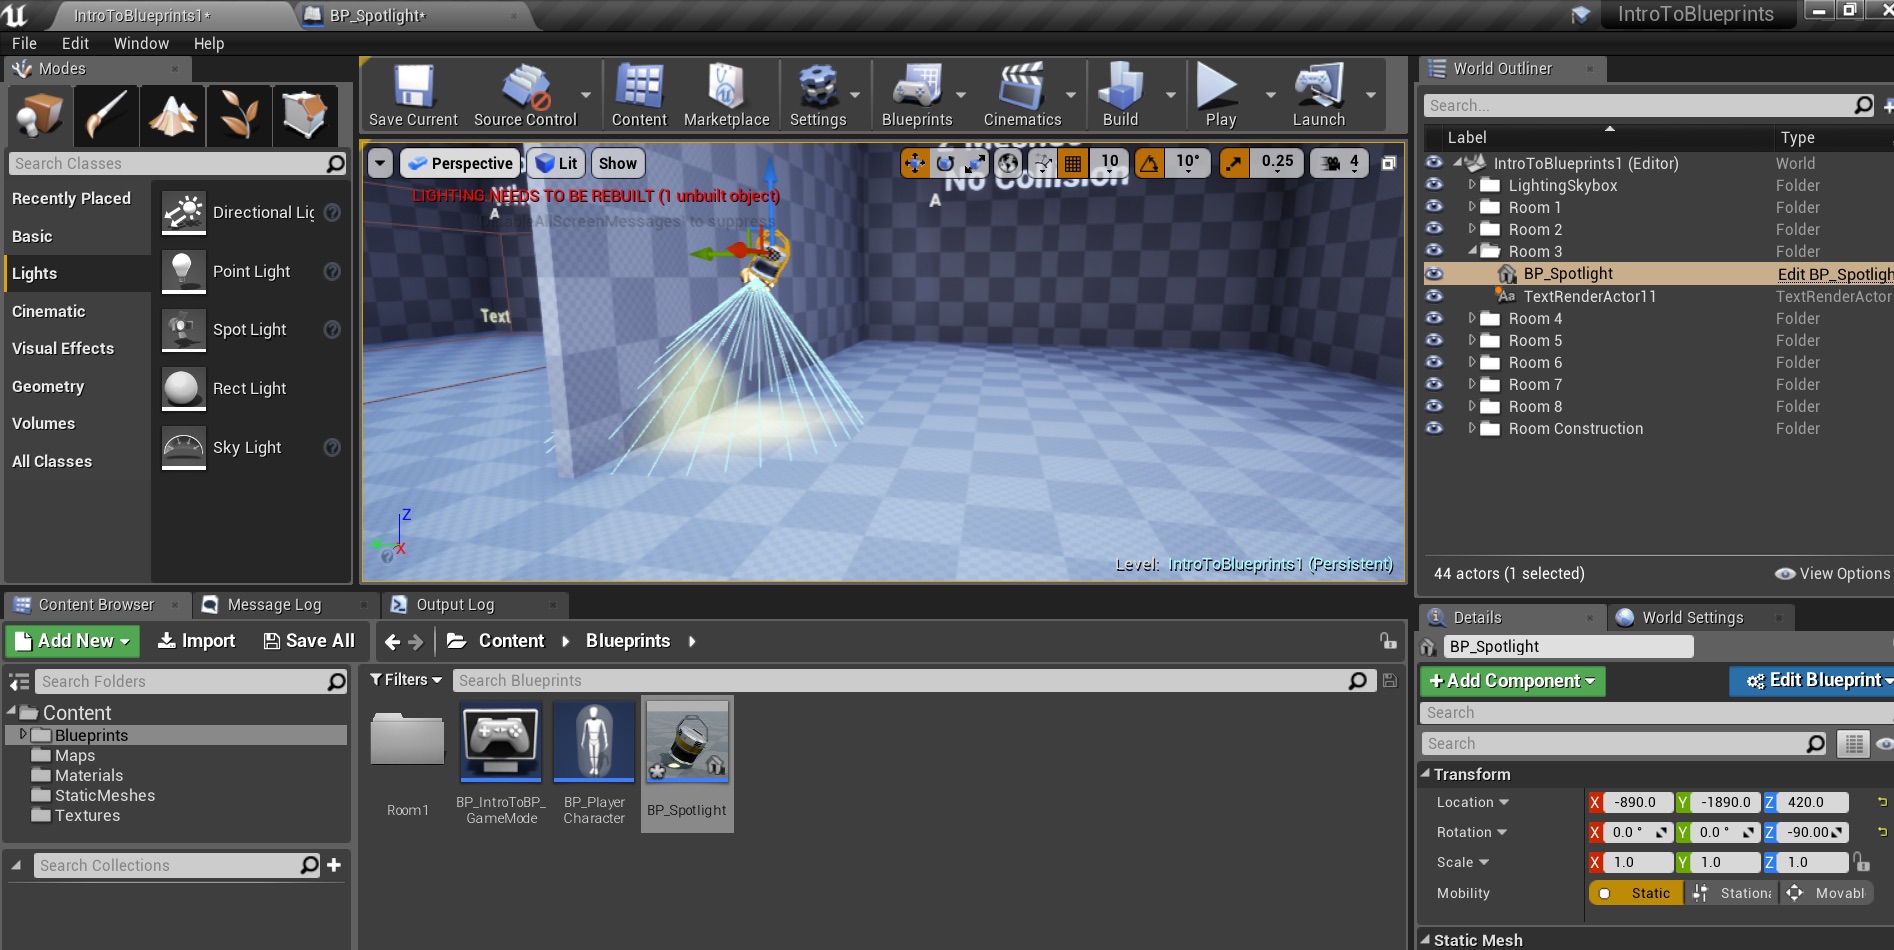 IntroToBlueprints1*
BP_Spotlight*
IntroToBlueprints
File Edit Window Help
Modes
Search Classes
Recently Placed
Basic
Lights
Cinematic
Visual Effects
Geometry
Volumes
All Classes
Directional Lig
Point Light
Spot Light
Rect Light
Sky Light
Save Current
Source Control
Content
Marketplace
Settings
Blueprints
Cinematics
Build
Play
Launch
Perspective
Lit
Show
10
10°
0.25
4
No Collision
A
A
LIGHTING NEEDS TO BE REBUILT (1 unbuilt object)
'DisableAllScreenMessages' to suppress
Text
Z
X
Level: IntroToBlueprints1 (Persistent)
World Outliner
Search...
Label Type
IntroToBlueprints1 (Editor) World
LightingSkybox Folder
Room 1 Folder
Room 2 Folder
Room 3 Folder
BP_Spotlight Edit BP_Spotligh
TextRenderActor11 TextRenderActor
Room 4 Folder
Room 5 Folder
Room 6 Folder
Room 7 Folder
Room 8 Folder
Room Construction Folder
44 actors (1 selected)
View Options
Content Browser
Message Log
Output Log
Add New
Import
Save All
Content
Blueprints
Search Folders
Content
Blueprints
Maps
Materials
StaticMeshes
Textures
Search Collections
Filters
Search Blueprints
Room1
BP_IntroToBP_
GameMode
BP_Player
Character
BP_Spotlight
Details
World Settings
BP_Spotlight
+Add Component
Edit Blueprint
Search
Search
Transform
Location X -890.0 Y -1890.0 Z 420.0
Rotation X 0.0 ° Y 0.0 ° Z -90.00
Scale X 1.0 Y 1.0 Z 1.0
Mobility Static Stationa Movabl
Static Mesh